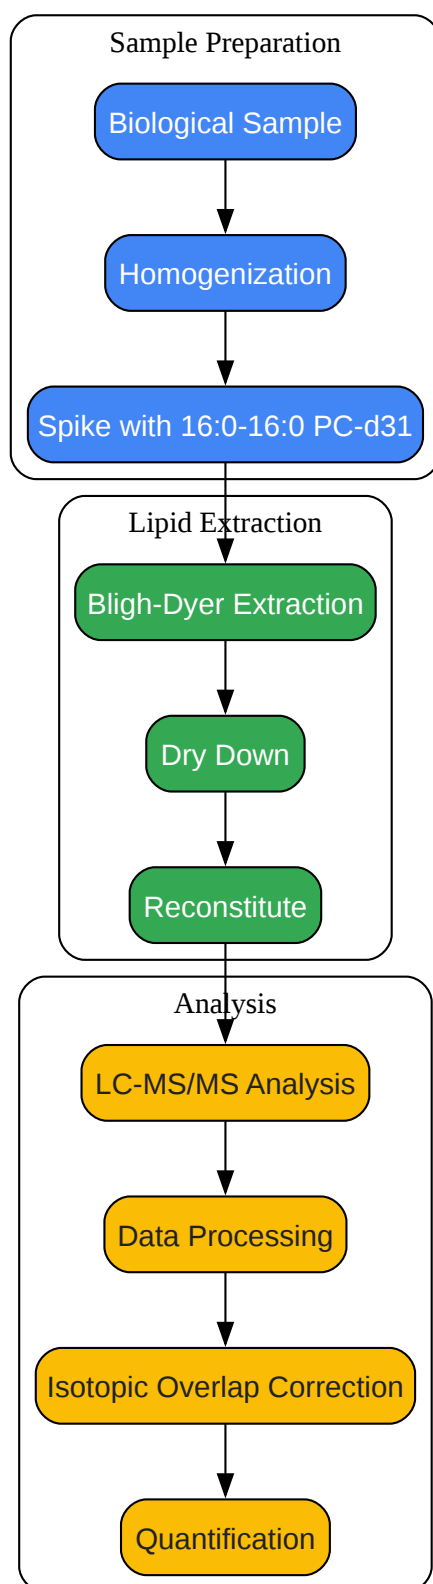 Sample Preparation
Biological Sample
Homogenization
Spike with 16:0-16:0 PC-d31
Lipid Extraction
Bligh-Dyer Extraction
Dry Down
Reconstitute
Analysis
LC-MS/MS Analysis
Data Processing
Isotopic Overlap Correction
Quantification